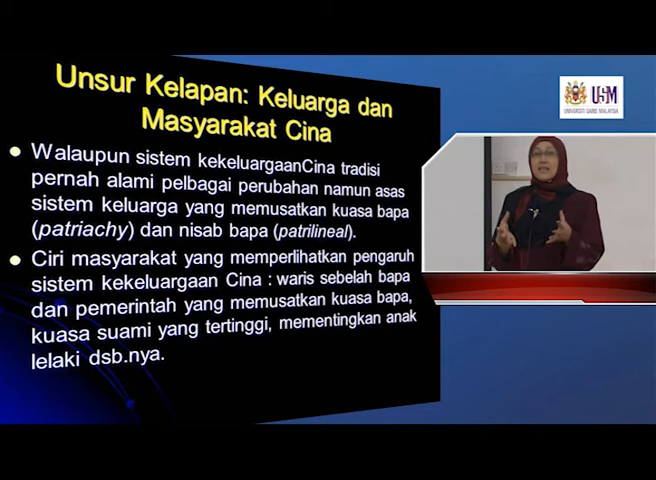 Unsur Kelapan: Keluarga dan
Masyarakat Cina
Walaupun sistem kekeluargaanCina tradisi
pernah alami pelbagai perubahan namun asas
sistem keluarga yang memusatkan kuasa bapa
(patriachy) dan nisab bapa (patrilineal).
Ciri masyarakat yang memperlihatkan pengaruh
sistem kekeluargaan Cina : waris sebelah bapa
dan pemerintah yang memusatkan kuasa bapa,
kuasa suami yang tertinggi, mementingkan anak
lelaki dsb.nya.
USM
UNIVERSITI SAINS MALAYSIA